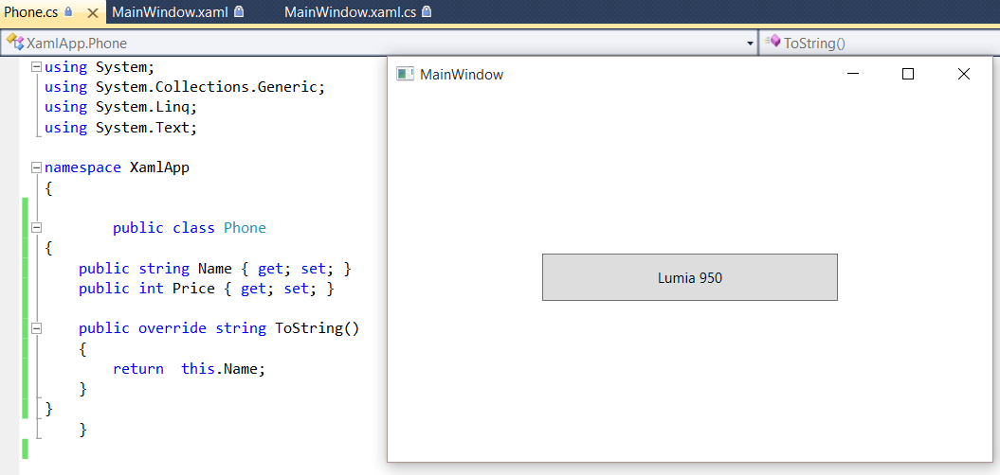 Phone.cs MainWindow.xaml MainWindow.xaml.cs
XamlApp.Phone ToString()
using System;
using System.Collections.Generic;
using System.Linq;
using System.Text;
namespace XamlApp
{
public class Phone
{
public string Name { get; set; }
public int Price { get; set; }
public override string ToString()
{
return  this.Name;
}
}
}
MainWindow
Lumia 950